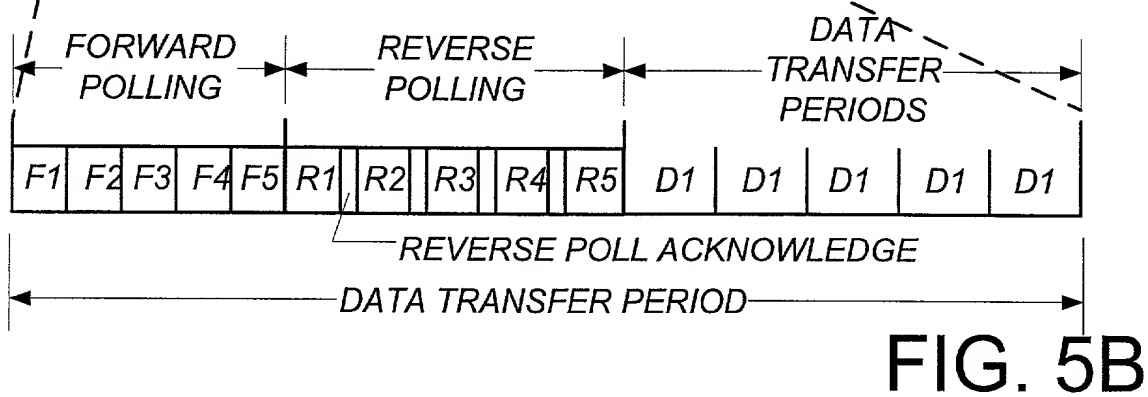 FORWARD
POLLING
REVERSE
POLLING
DATA
TRANSFER
PERIODS
F1 F2 F3 F4 F5 R1 R2 R3 R4 R5 D1 D1 D1 D1 D1
REVERSE POLL ACKNOWLEDGE
DATA TRANSFER PERIOD
FIG. 5B